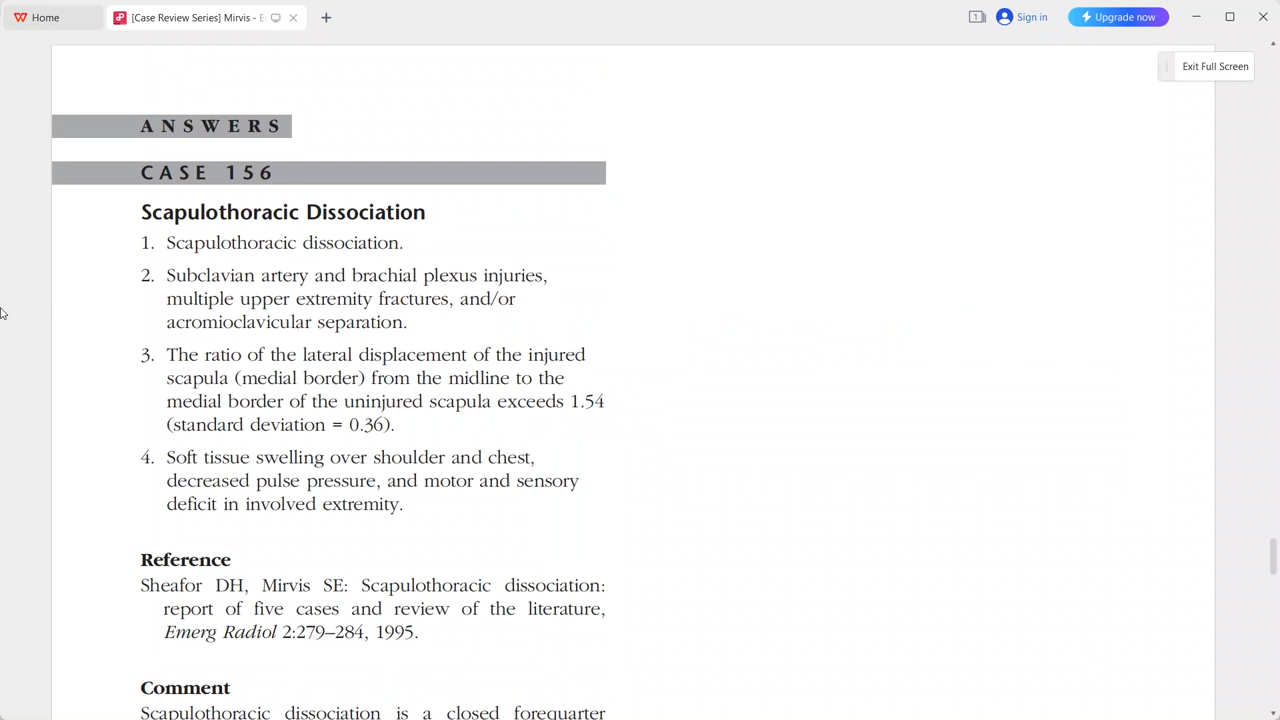 Home
[Case Review Series] Mirvis - E
1
Sign in
Upgrade now
Exit Full Screen
ANSWERS
CASE 156
Scapulothoracic Dissociation
1. Scapulothoracic dissociation.
2. Subclavian artery and brachial plexus injuries,
multiple upper extremity fractures, and/or
acromioclavicular separation.
3. The ratio of the lateral displacement of the injured
scapula (medial border) from the midline to the
medial border of the uninjured scapula exceeds 1.54
(standard deviation = 0.36).
4. Soft tissue swelling over shoulder and chest,
decreased pulse pressure, and motor and sensory
deficit in involved extremity.
Reference
Sheafor DH, Mirvis SE: Scapulothoracic dissociation:
report of five cases and review of the literature,
Emerg Radiol 2:279–284, 1995.
Comment
Scapulothoracic dissociation is a closed forequarter